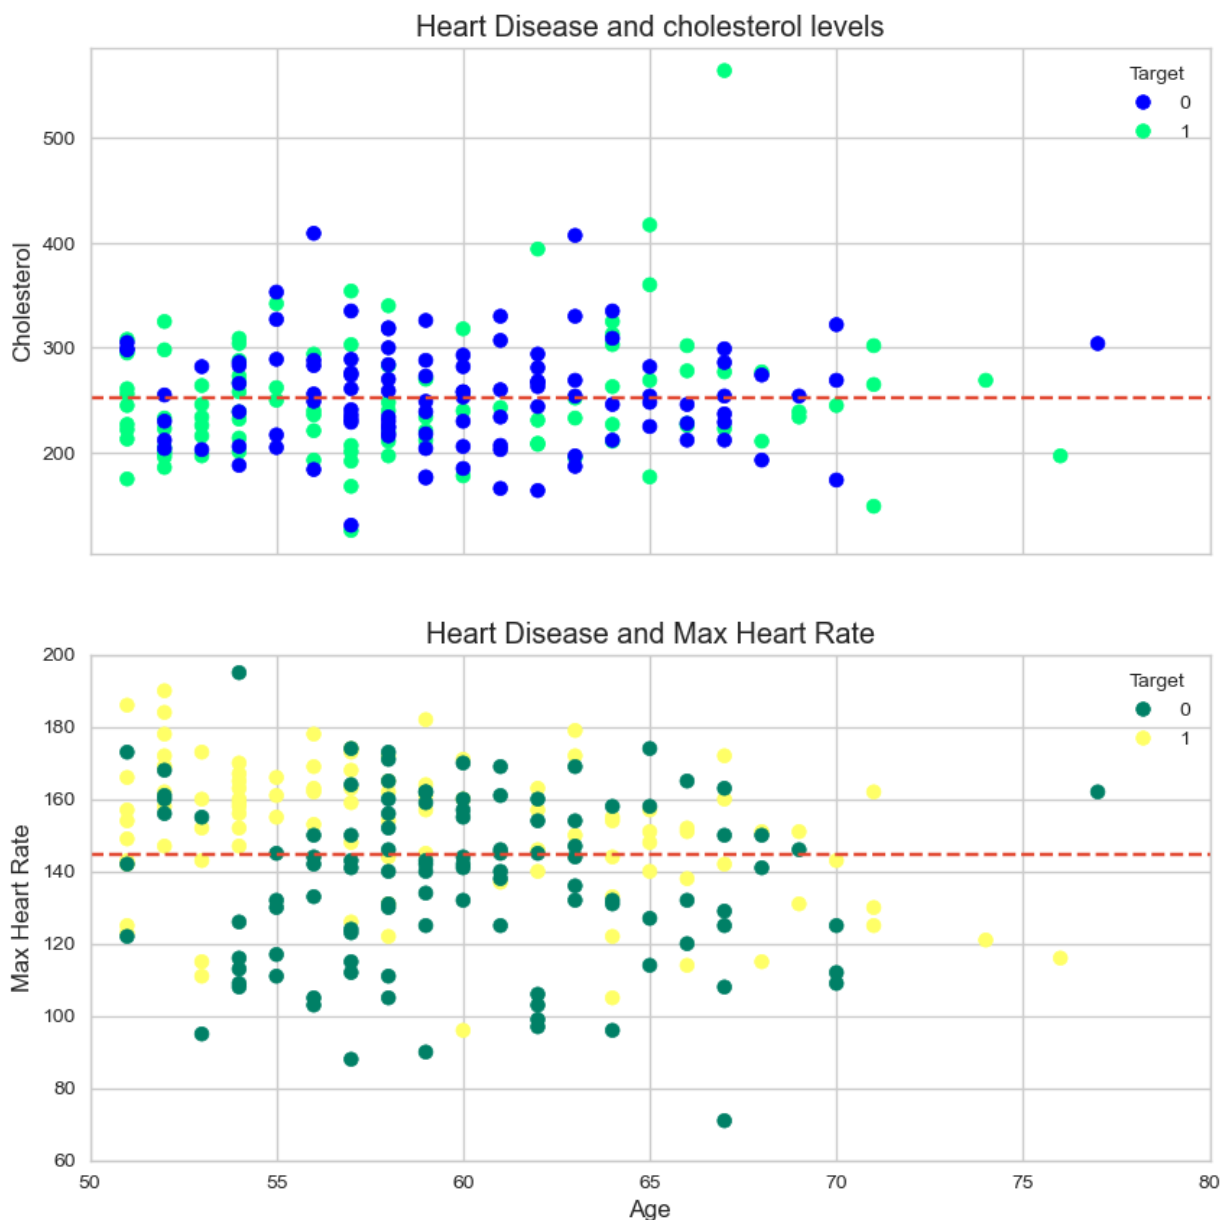 Heart Disease and cholesterol levels
Target
0
1
500
400
300
200
Cholesterol
Heart Disease and Max Heart Rate
Target
0
1
200
180
160
140
120
100
80
60
Max Heart Rate
50 55 60 65 70 75 80
Age